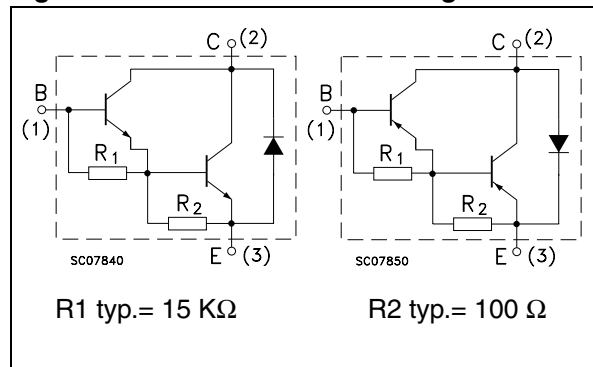 C (2)
B
(1)
R1
R2
E (3)
SC07840
C (2)
B
(1)
R1
R2
E (3)
SC07850
R1 typ.= 15 KΩ
R2 typ.= 100 Ω